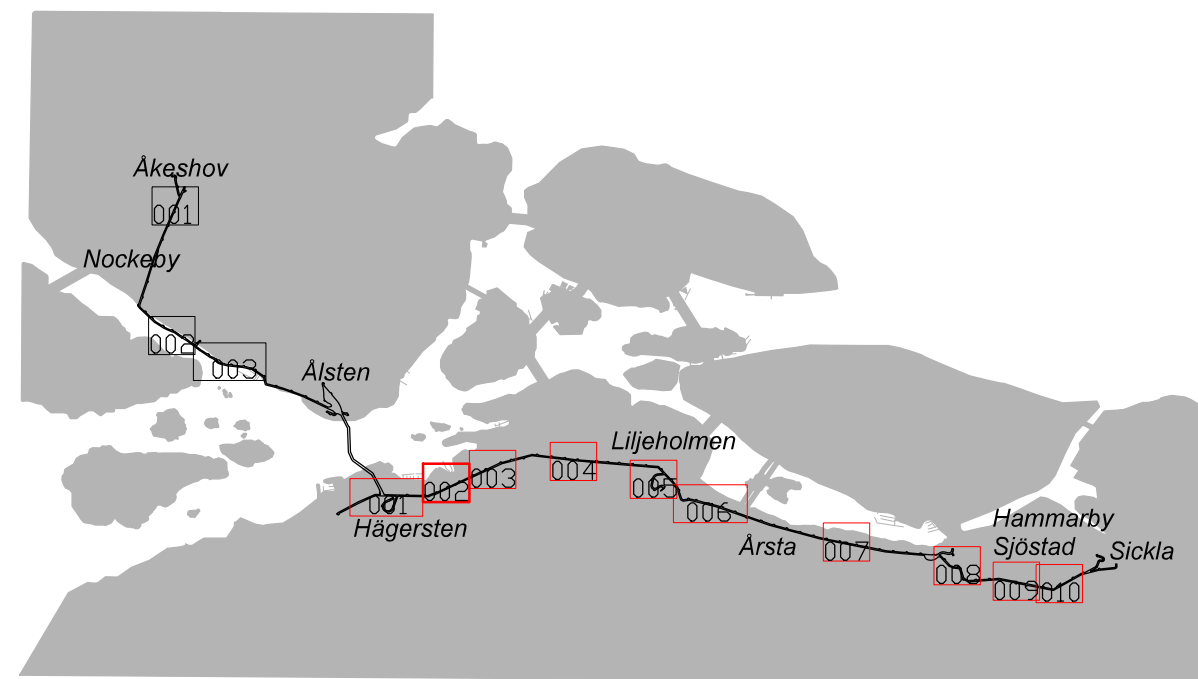 Åkeshov
001
Nockeby
002
003
Ålsten
Liljeholmen
001
002
003
004
005
006
Hägersten
Årsta
007
Hammarby
Sjöstad
Sickla
008
009
010